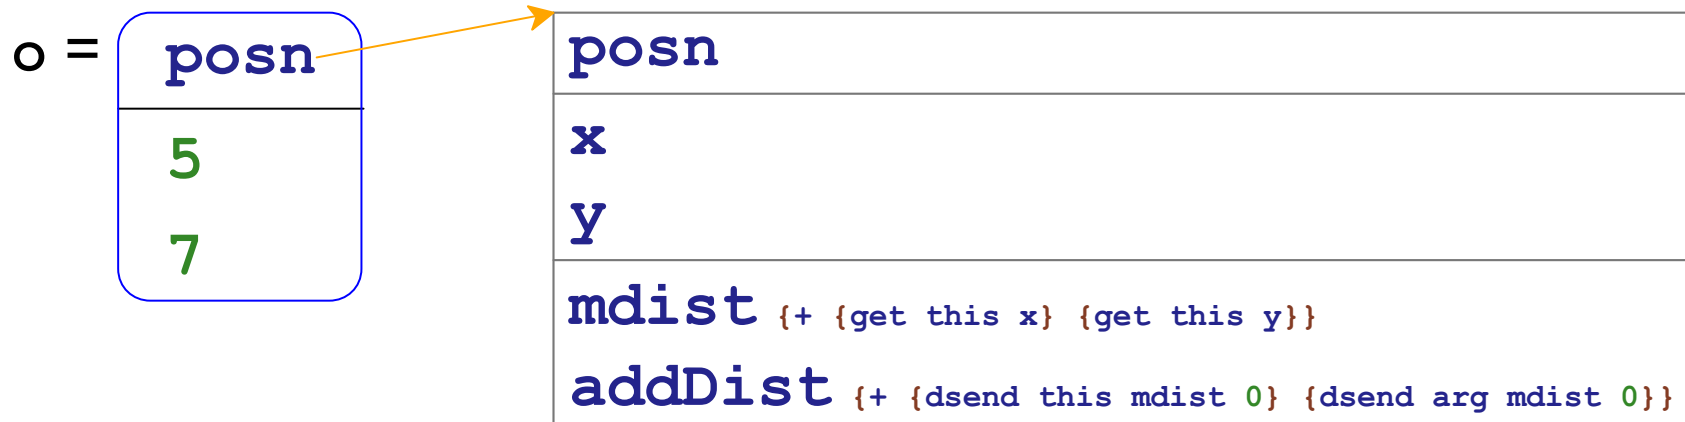 o = posn
5
7
posn
x
y
mdist {+ {get this x} {get this y}}
addDist {+ {dsend this mdist 0} {dsend arg mdist 0}}